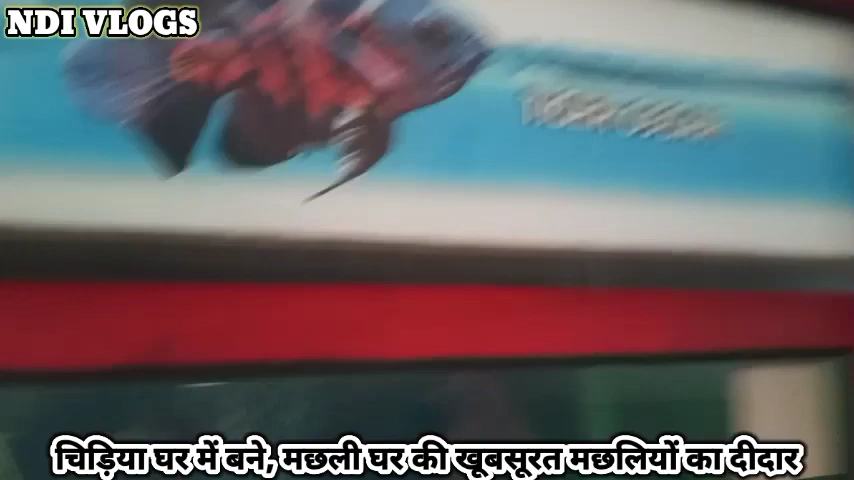 NDI VLOGS
चिड़िया घर में बने, मछली घर की खूबसूरत मछलियों का दीदार